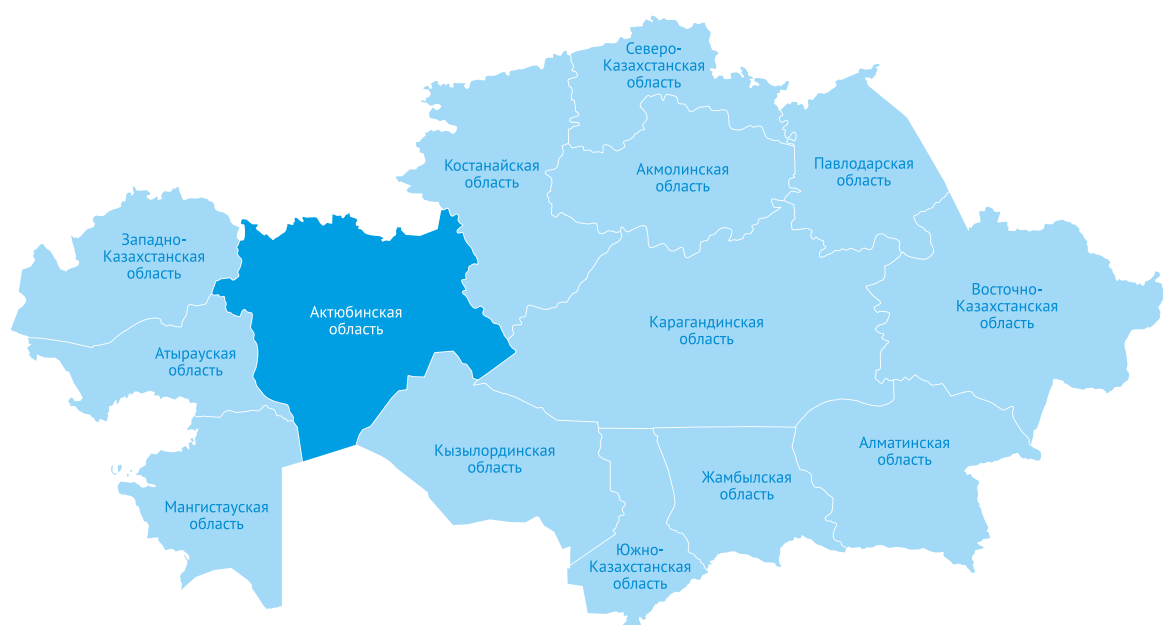 Северо-
Казахстанская
область
Костанайская
область
Акмолинская
область
Павлодарская
область
Западно-
Казахстанская
область
Актюбинская
область
Восточно-
Казахстанская
область
Карагандинская
область
Атырауская
область
Кызылординская
область
Алматинская
область
Жамбылская
область
Мангистауская
область
Южно-
Казахстанская
область